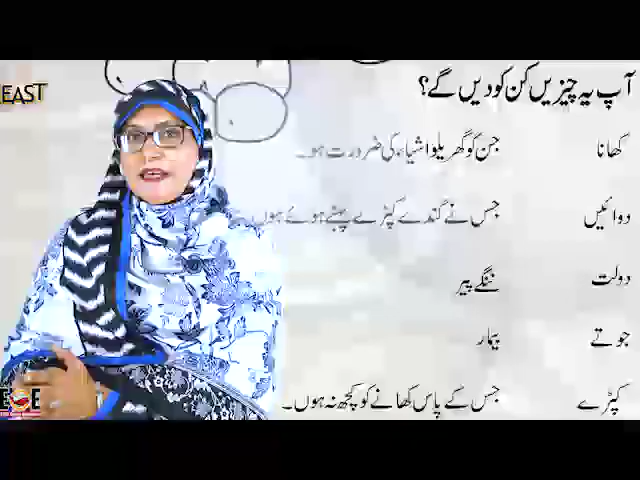 EAST
آپ یہ چیزیں کن کو دیں گے؟
کھانا جن کو گھریلو اشیاء کی ضرورت ہو۔
دوائیں جس نے گندے کپڑے پہنے ہوئے ہوں
دولت ننگے پیر
جوتے بیمار
کپڑے جس کے پاس کھانے کو کچھ نہ ہوں۔